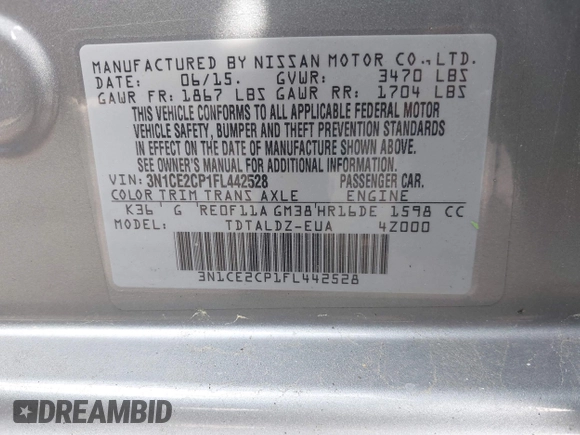 MANUFACTURED BY NISSAN MOTOR CO., LTD.
DATE: 06/15. GVWR: 3470 LBS
GAWR FR: 1867 LBS GAWR RR: 1704 LBS
THIS VEHICLE CONFORMS TO ALL APPLICABLE FEDERAL MOTOR
VEHICLE SAFETY, BUMPER AND THEFT PREVENTION STANDARDS
IN EFFECT ON THE DATE OF MANUFACTURE SHOWN ABOVE.
SEE OWNER'S MANUAL FOR ADDITIONAL INFORMATION.
VIN: 3N1CE2CP1FL442528 PASSENGER CAR.
COLOR TRIM TRANS AXLE ENGINE
K36 G RE0F11A GM38 HR16DE 1598 CC
MODEL: TDTALDZ-EUA 4Z000
3N1CE2CP1FL442528
DREAMBID